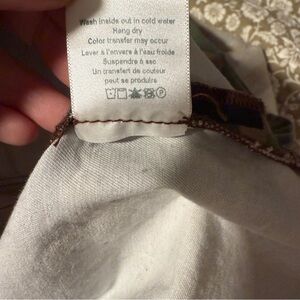 Wash inside out in cold water
Hang dry
Color transfer may occur
Laver à l'envers à l'eau froide
Suspendre à sec
Un transfert de couleur
peut se produire